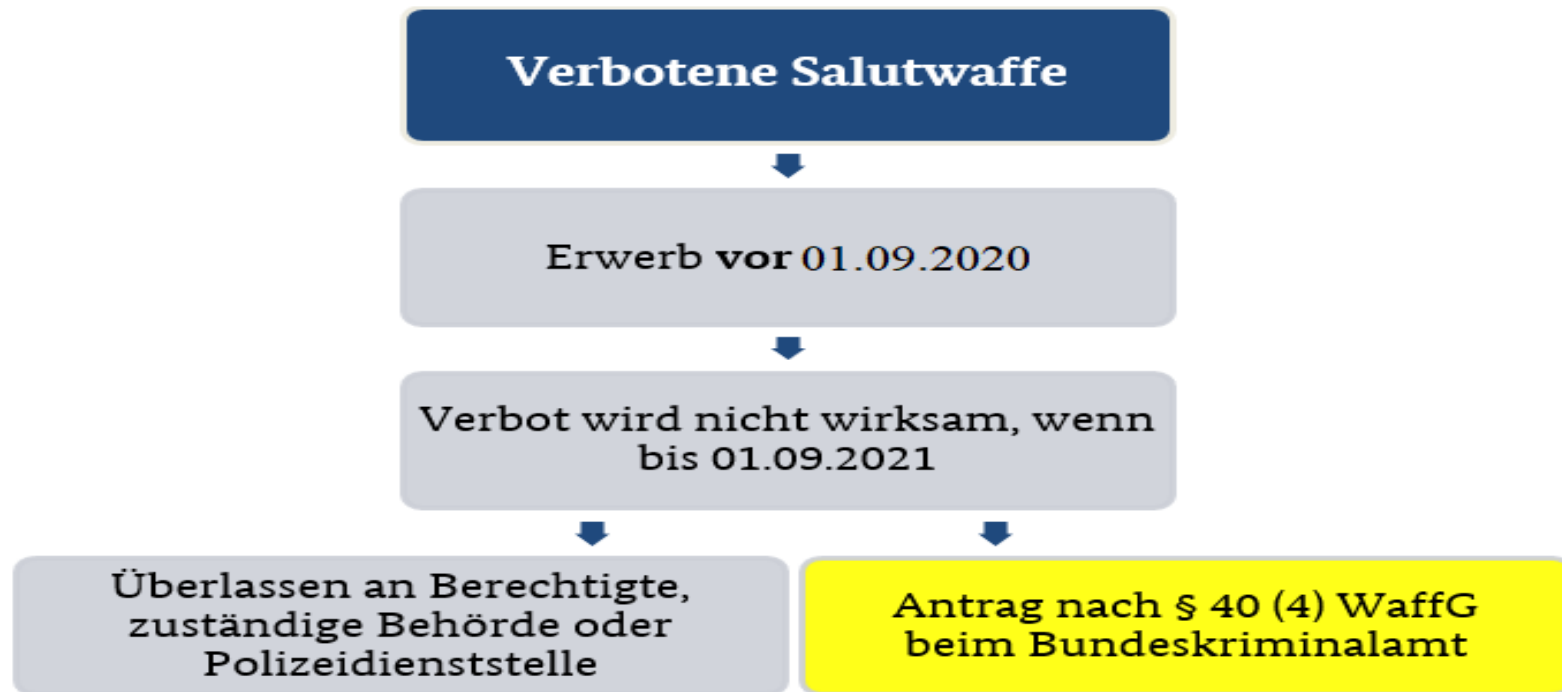 Verbotene Salutwaffe
Erwerb vor 01.09.2020
Verbot wird nicht wirksam, wenn
bis 01.09.2021
Überlassen an Berechtigte,
zuständige Behörde oder
Polizeidienststelle
Antrag nach § 40 (4) WaffG
beim Bundeskriminalamt